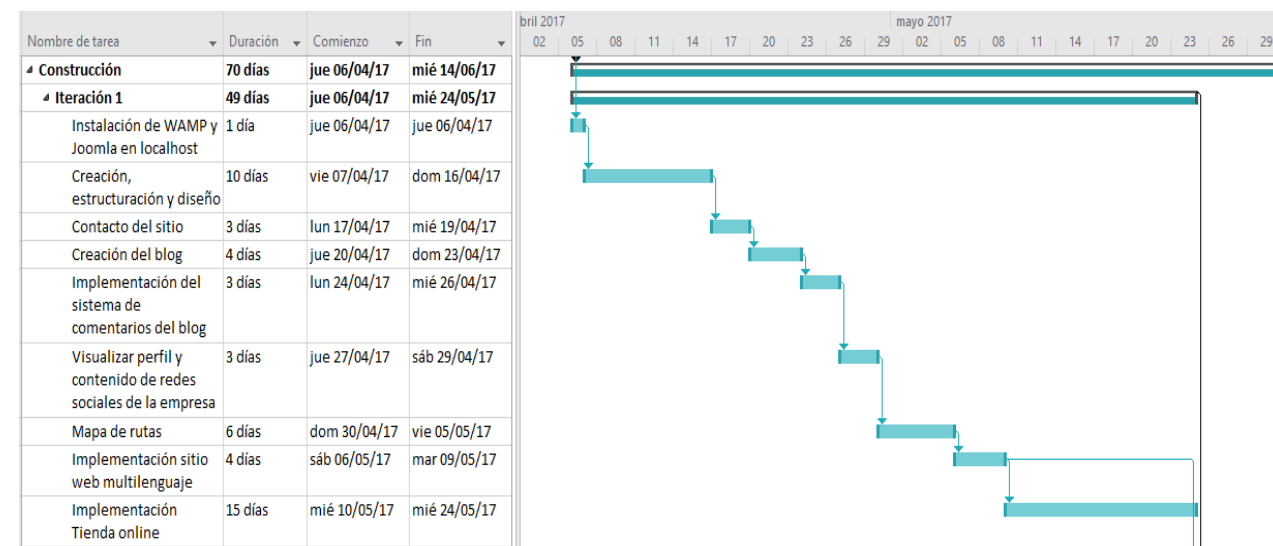 bril 2017 mayo 2017
Nombre de tarea Duración Comienzo Fin 02 05 08 11 14 17 20 23 26 29 02 05 08 11 14 17 20 23 26 29
Construcción 70 días jue 06/04/17 mié 14/06/17
Iteración 1 49 días jue 06/04/17 mié 24/05/17
Instalación de WAMP y 1 día jue 06/04/17 jue 06/04/17
Joomla en localhost
Creación, 10 días vie 07/04/17 dom 16/04/17
estructuración y diseño
Contacto del sitio 3 días lun 17/04/17 mié 19/04/17
Creación del blog 4 días jue 20/04/17 dom 23/04/17
Implementación del 3 días lun 24/04/17 mié 26/04/17
sistema de
comentarios del blog
Visualizar perfil y 3 días jue 27/04/17 sáb 29/04/17
contenido de redes
sociales de la empresa
Mapa de rutas 6 días dom 30/04/17 vie 05/05/17
Implementación sitio 4 días sáb 06/05/17 mar 09/05/17
web multilenguaje
Implementación 15 días mié 10/05/17 mié 24/05/17
Tienda online